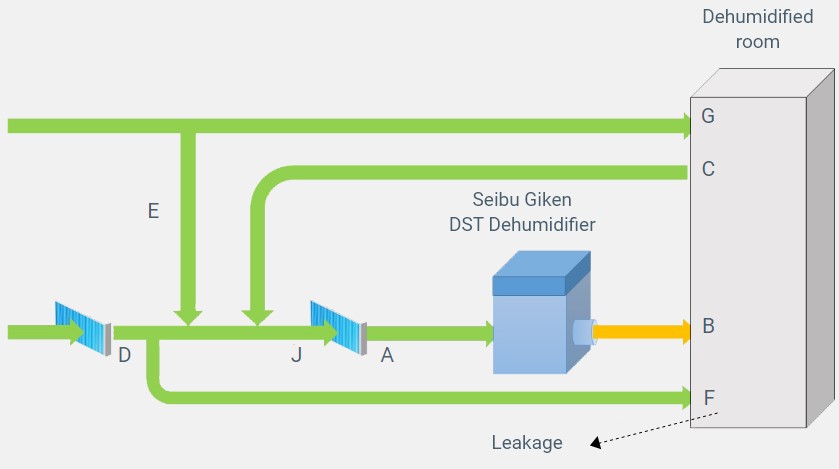 Dehumidified
room
G
C
Seibu Giken
DST Dehumidifier
E
B
D
J
A
F
Leakage